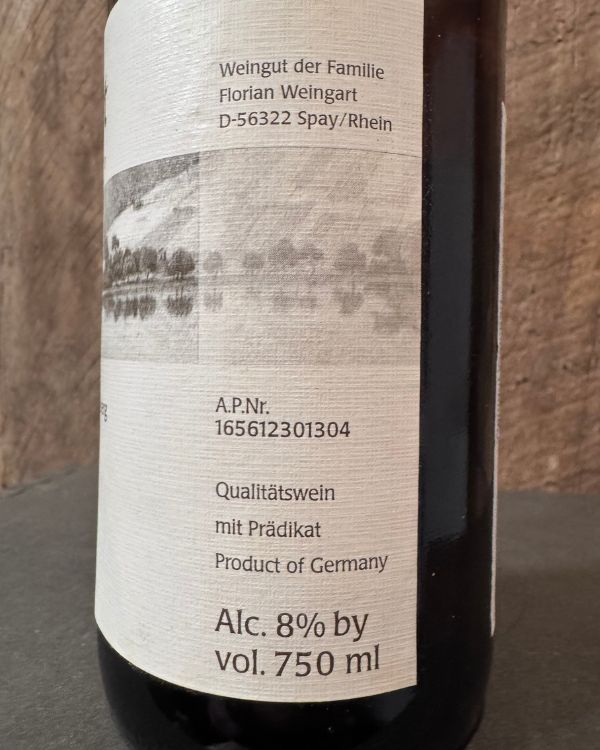 Weingut der Familie
Florian Weingart
D-56322 Spay/Rhein
A.P.Nr.
165612301304
Qualitätswein
mit Prädikat
Product of Germany
Alc. 8% by
vol. 750 ml